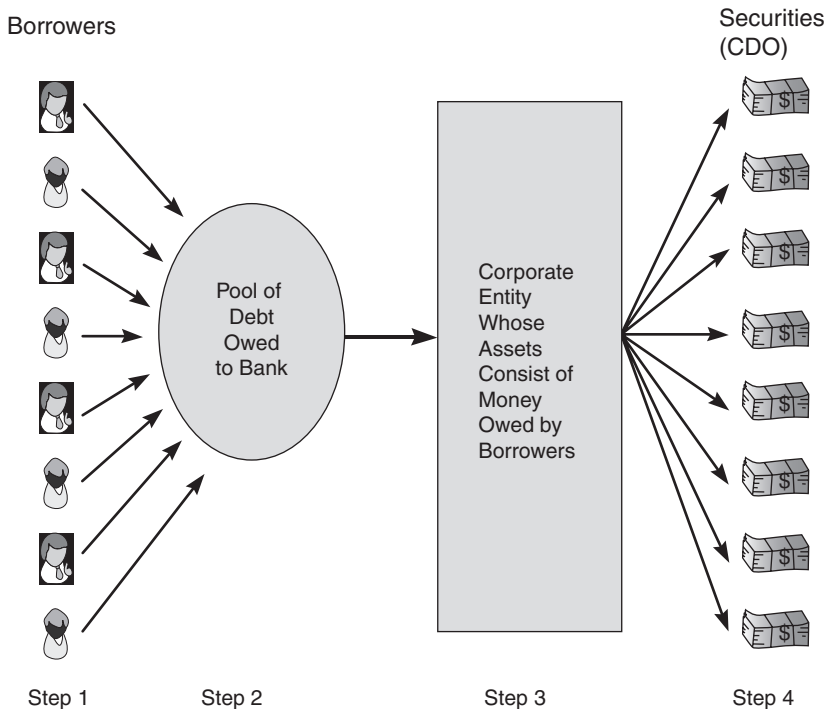 Borrowers
Securities
(CDO)
Pool of
Debt
Owed
to Bank
Corporate
Entity
Whose
Assets
Consist of
Money
Owed by
Borrowers
$
$
$
$
$
$
$
$
Step 1
Step 2
Step 3
Step 4